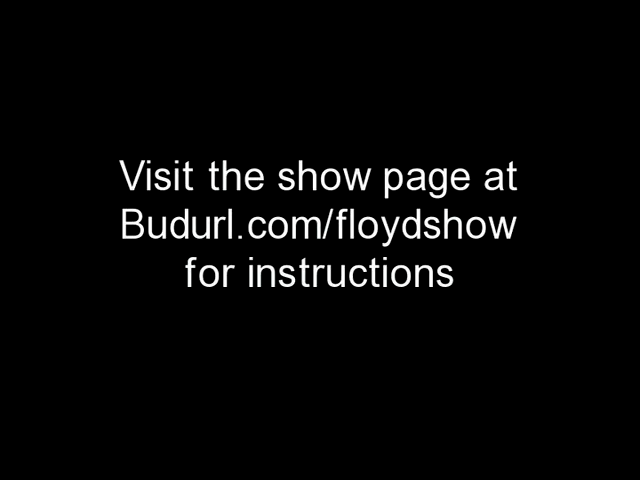 Visit the show page at
Budurl.com/floydshow
for instructions